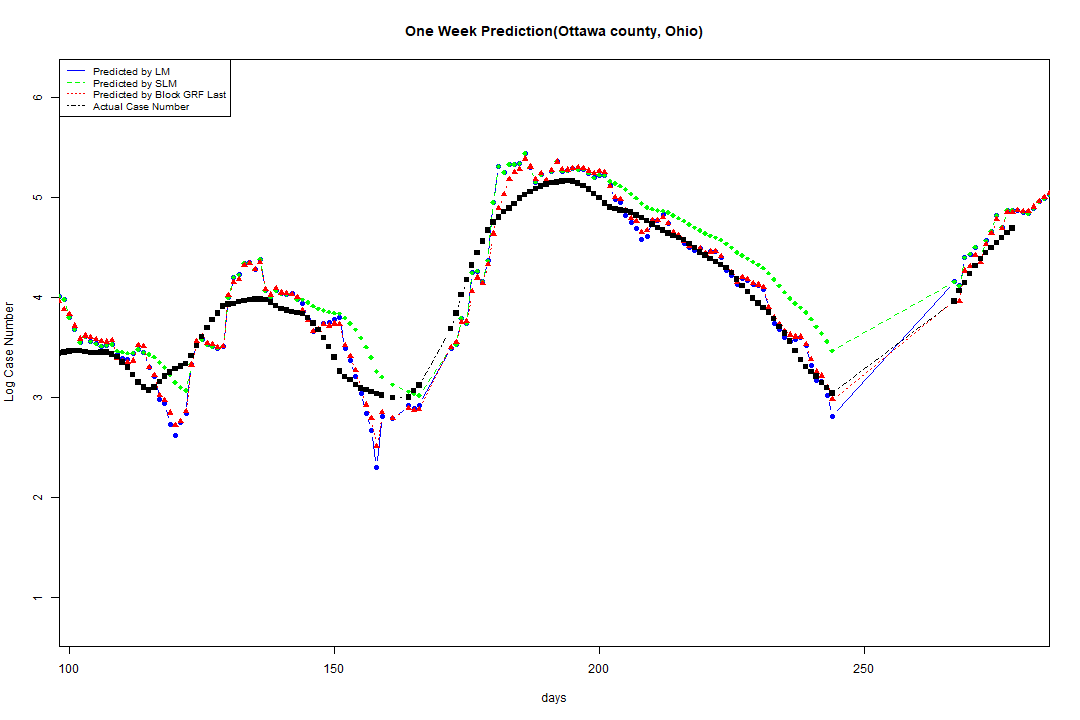 One Week Prediction(Ottawa county, Ohio)
Predicted by LM
Predicted by SLM
Predicted by Block GRF Last
Actual Case Number
6
5
4
3
2
1
Log Case Number
100 150 200 250
days